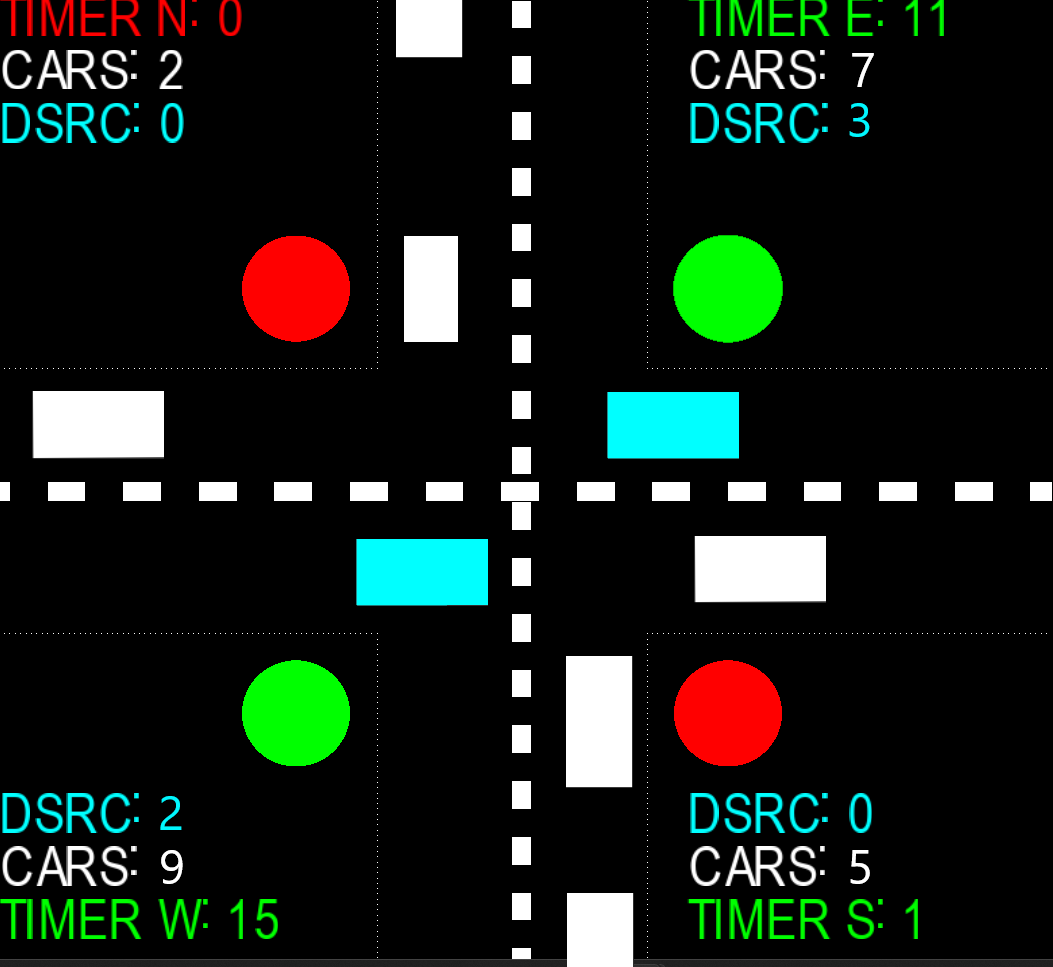 TIMER N: 0
CARS: 2
DSRC: 0
TIMER E: 11
CARS: 7
DSRC: 3
DSRC: 2
CARS: 9
TIMER W: 15
DSRC: 0
CARS: 5
TIMER S: 1